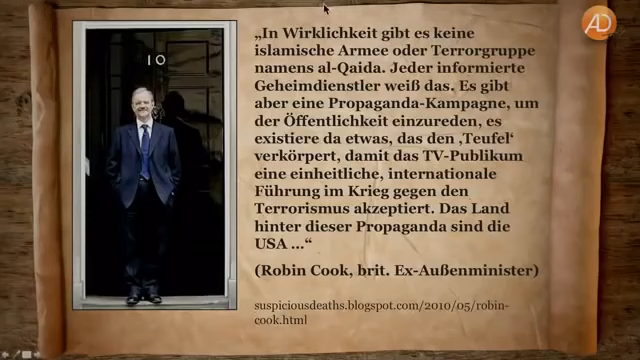 AD
10
„In Wirklichkeit gibt es keine
islamische Armee oder Terrorgruppe
namens al-Qaida. Jeder informierte
Geheimdienstler weiß das. Es gibt
aber eine Propaganda-Kampagne, um
der Öffentlichkeit einzureden, es
existiere da etwas, das den ‚Teufel‘
verkörpert, damit das TV-Publikum
eine einheitliche, internationale
Führung im Krieg gegen den
Terrorismus akzeptiert. Das Land
hinter dieser Propaganda sind die
USA ...“
(Robin Cook, brit. Ex-Außenminister)
suspiciousdeaths.blogspot.com/2010/05/robin-
cook.html